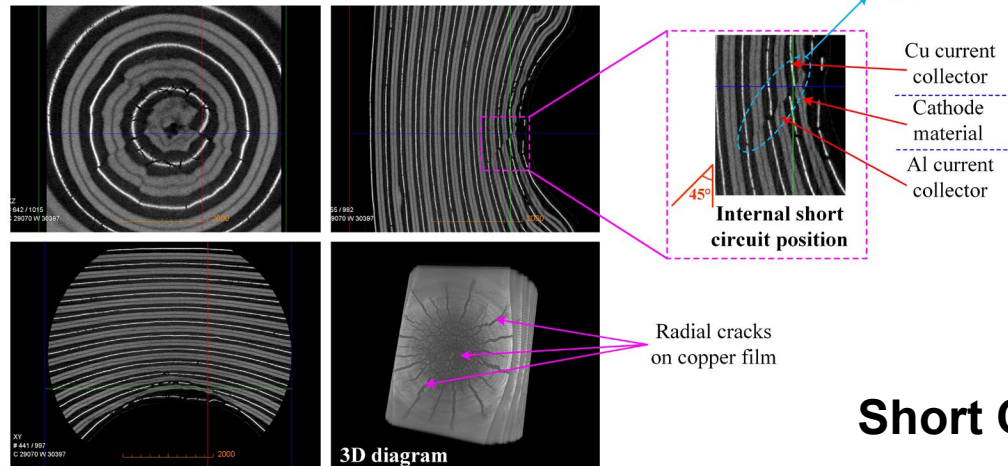 Cu current
collector
Cathode
material
Al current
collector
45°
Internal short
circuit position
642 / 1015
C 29070 W 30397
2000
55 / 992
29070 W 30397
2000
Radial cracks
on copper film
XY
# 441 / 997
C 29070 W 30397
2000
3D diagram
Short